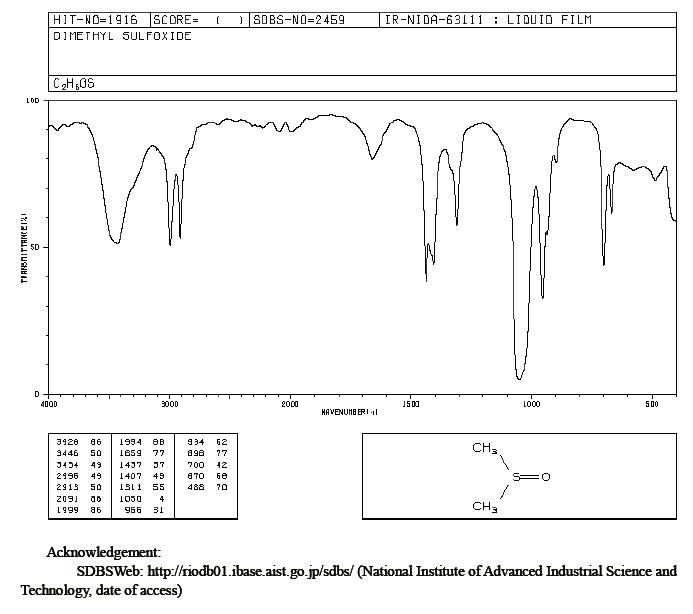 HIT-NO=1916 SCORE= ( ) SDBS-NO=2459 IR-NIDA-63111 : LIQUID FILM
DIMETHYL SULFOXIDE
C2H6OS
100
50
0
TRANSMITTANCE(%)
4000 3000 2000 1500 1000 500
WAVENUMBER(-1)
3928 86 1994 88 934 62
3446 50 1659 77 898 77
3434 49 1437 37 700 42
2996 49 1407 43 670 68
2913 50 1311 55 488 70
2091 86 1050 4
1999 86 966 31
CH3
S=O
CH3
Acknowledgement:
SDBSWeb: http://riodb01.ibase.aist.go.jp/sdbs/ (National Institute of Advanced Industrial Science and
Technology, date of access)